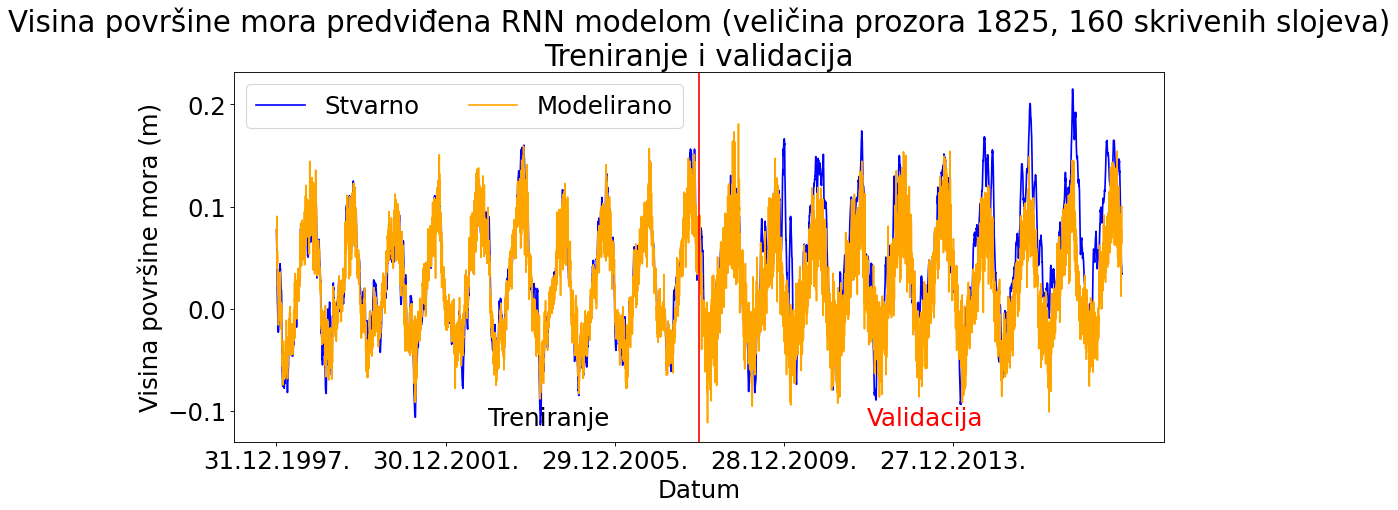 Visina površine mora predviđena RNN modelom (veličina prozora 1825, 160 skrivenih slojeva)
Treniranje i validacija
Stvarno
Modelirano
Visina površine mora (m)
0.2
0.1
0.0
−0.1
Treniranje
Validacija
31.12.1997.
30.12.2001.
29.12.2005.
28.12.2009.
27.12.2013.
Datum